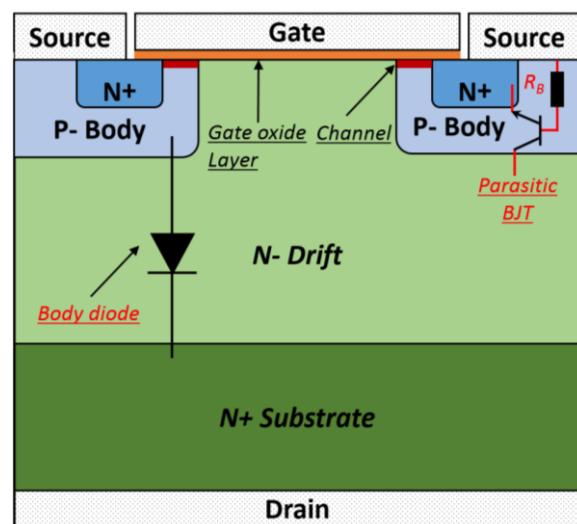 Source
Gate
Source
N+
N+
R_B
P- Body
P- Body
Gate oxide
Layer
Channel
Parasitic
BJT
N- Drift
Body diode
N+ Substrate
Drain